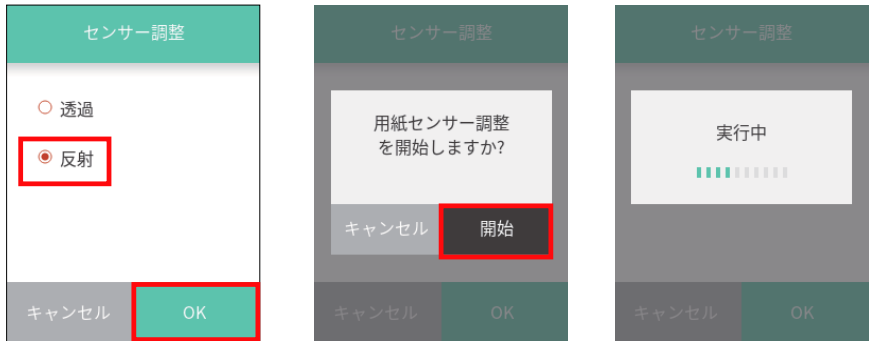 センサー調整
透過
反射
キャンセル
OK
センサー調整
用紙センサー調整
を開始しますか?
キャンセル
開始
キャンセル
OK
センサー調整
実行中
キャンセル
OK